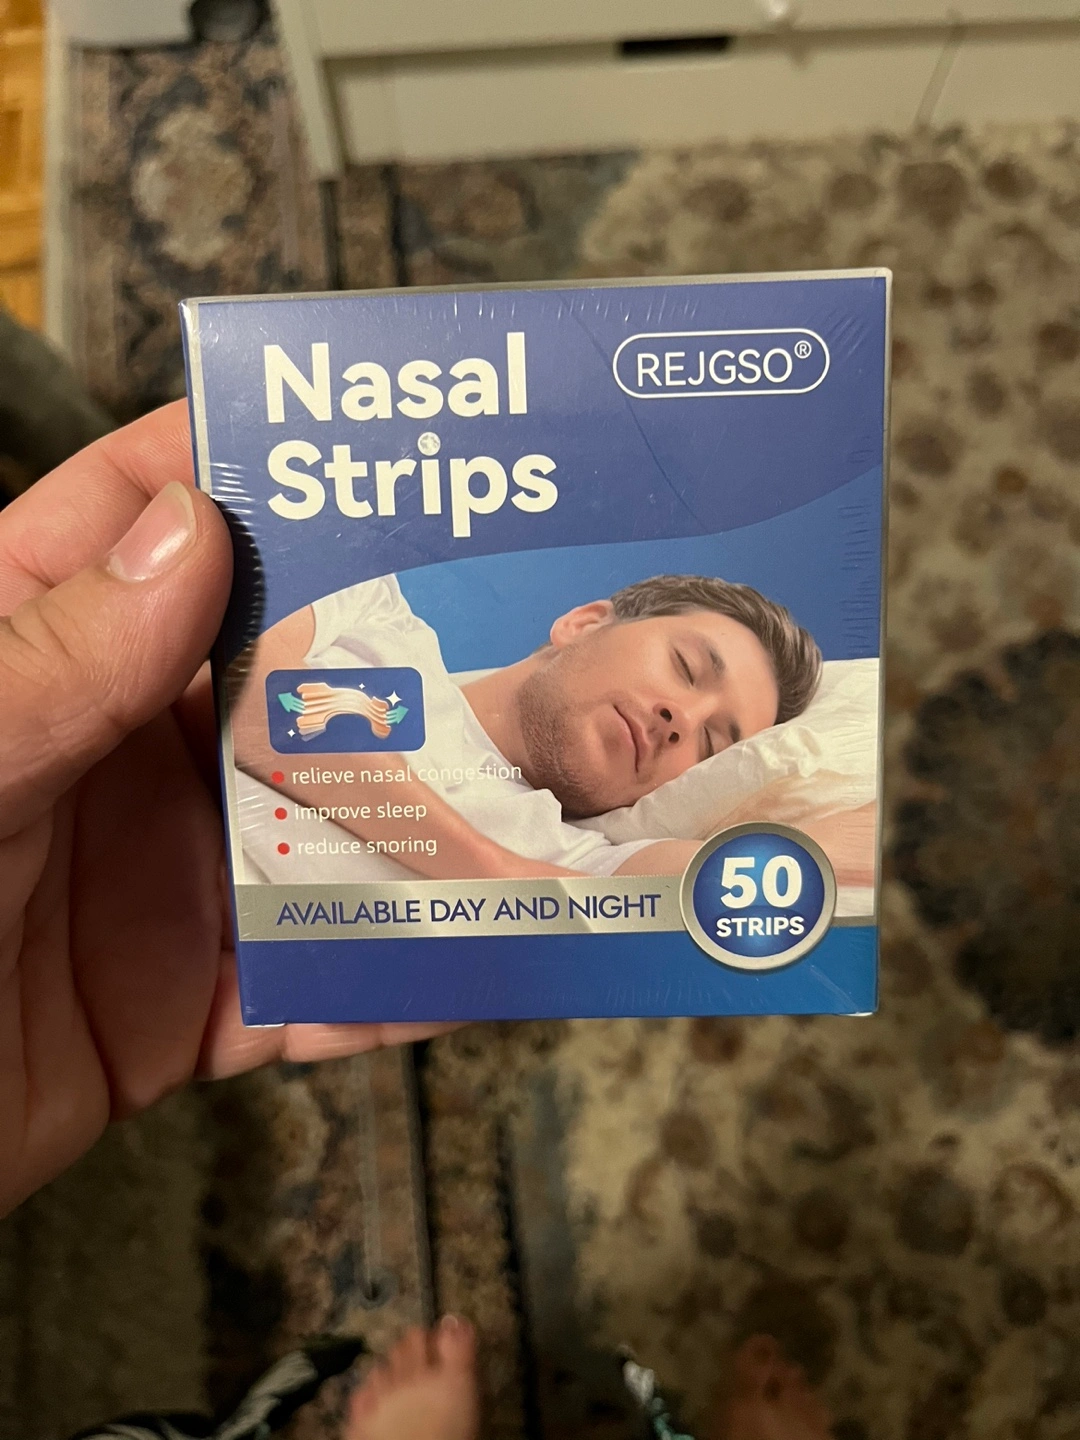 Nasal
Strips
REJGSO®
relieve nasal congestion
improve sleep
reduce snoring
AVAILABLE DAY AND NIGHT
50
STRIPS